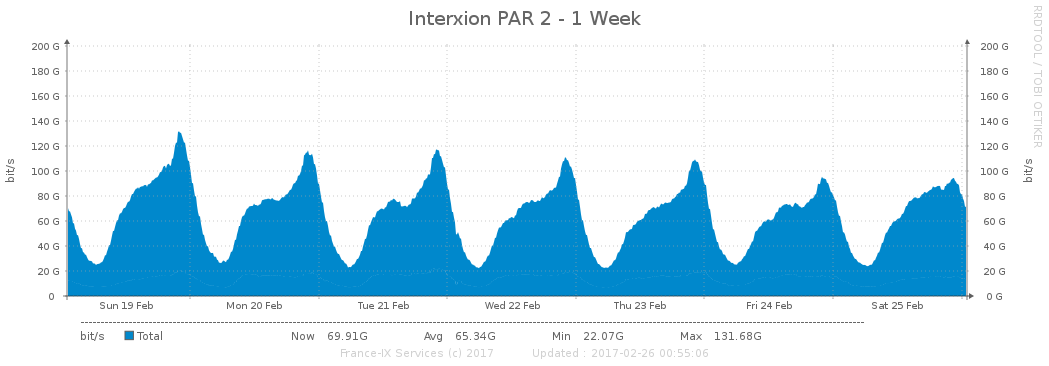 Interxion PAR 2 - 1 Week
RRDTOOL / TOBI OETIKER
200 G 200 G
180 G 180 G
160 G 160 G
140 G 140 G
120 G 120 G
100 G 100 G
80 G 80 G
60 G 60 G
40 G 40 G
20 G 20 G
0 0 G
bit/s bit/s
Sun 19 Feb Mon 20 Feb Tue 21 Feb Wed 22 Feb Thu 23 Feb Fri 24 Feb Sat 25 Feb
bit/s Total Now 69.91G Avg 65.34G Min 22.07G Max 131.68G
France-IX Services (c) 2017 Updated : 2017-02-26 00:55:06